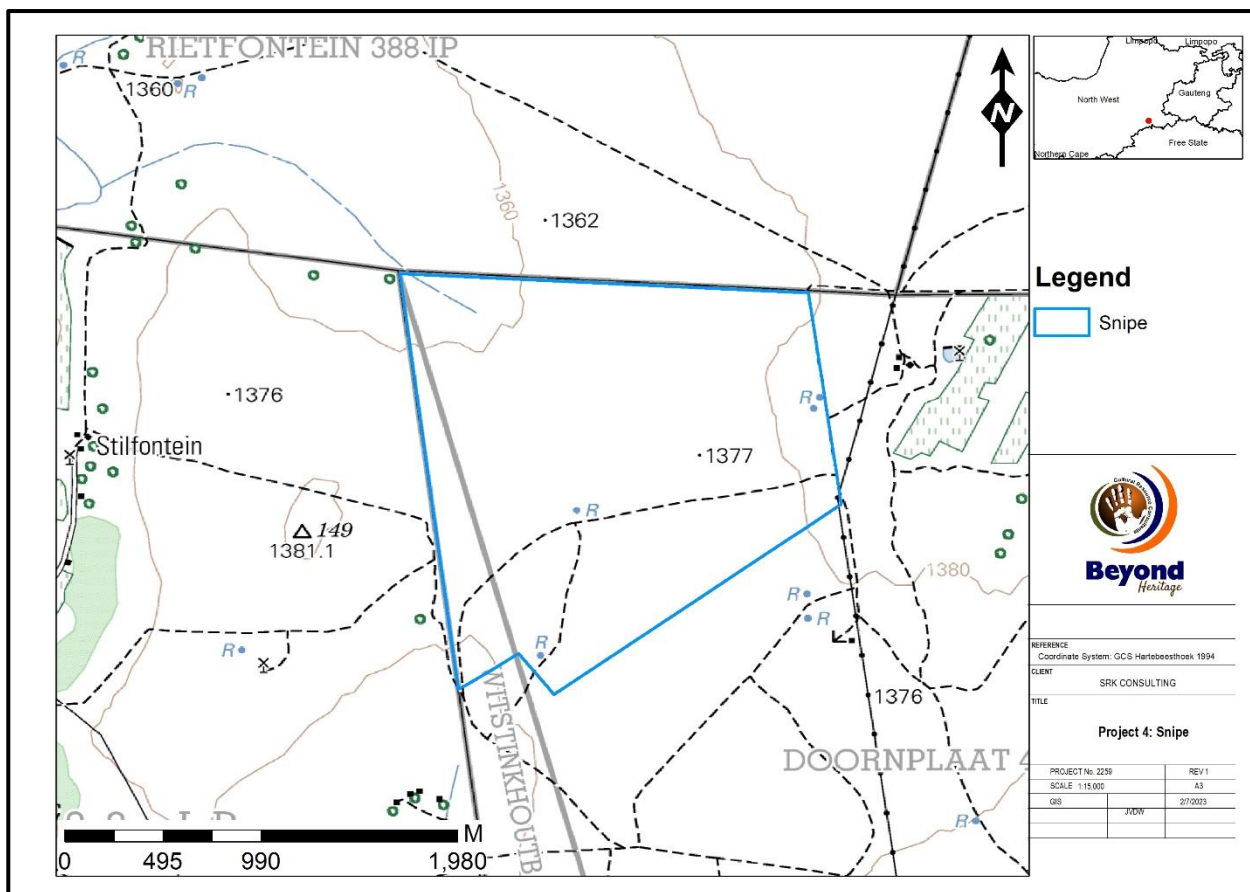 RIETFONTEIN 388 IP
1360
R
1360
1362
1376
Stilfontein
R
1377
R
149
1381.1
1380
R
R
R
R
1376
WITSTINKHOUTB
DOORNPLAAT 4
R
M
0
495
990
1,980
N
Limpopo
Limpopo
North West
Gauteng
Free State
Northern Cape
Legend
Snipe
Beyond
Heritage
REFERENCE
Coordinate System: GCS Hartebeesthoek 1994
CLIENT
SRK CONSULTING
TITLE
Project 4: Snipe
PROJECT No. 2259
REV 1
SCALE 1:15,000
A3
GIS
JVDW
2/7/2023